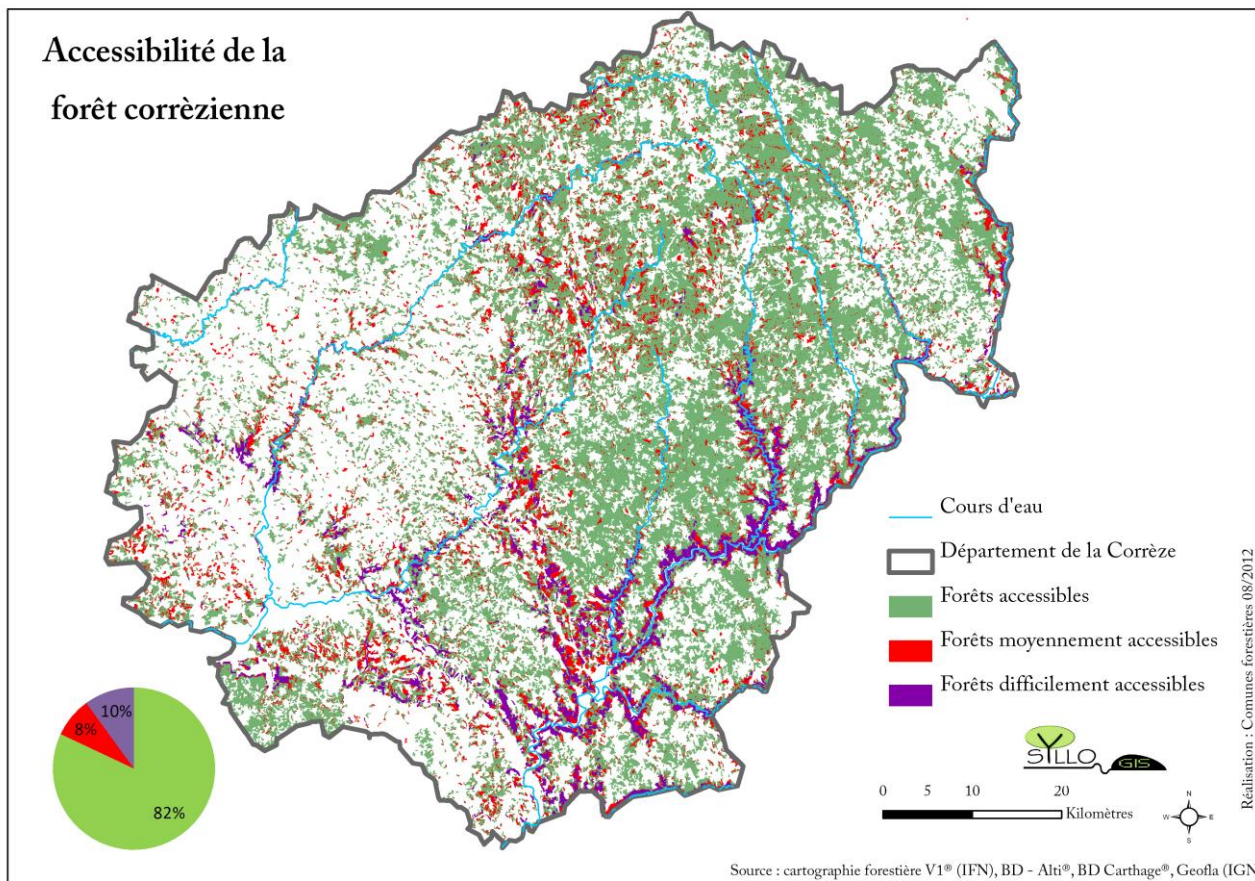 Accessibilité de la
forêt corrèzienne
Cours d'eau
Département de la Corrèze
Forêts accessibles
Forêts moyennement accessibles
Forêts difficilement accessibles
10%
8%
82%
SYLLO GIS
0 5 10 20
Kilomètres
N
W E
S
Réalisation : Comunes forestières 08/2012
Source : cartographie forestière V1® (IFN), BD - Alti®, BD Carthage®, Geofla (IGN